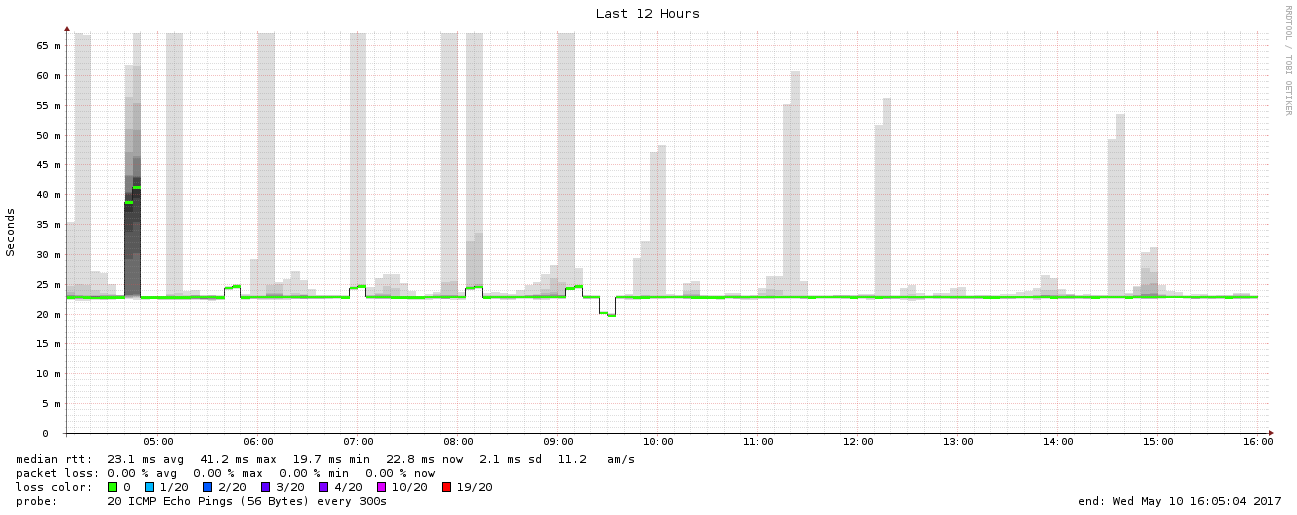 Last 12 Hours
RRDTOOL / TOBI OETIKER
Seconds
65 m
60 m
55 m
50 m
45 m
40 m
35 m
30 m
25 m
20 m
15 m
10 m
5 m
0
05:00 06:00 07:00 08:00 09:00 10:00 11:00 12:00 13:00 14:00 15:00 16:00
median rtt: 23.1 ms avg 41.2 ms max 19.7 ms min 22.8 ms now 2.1 ms sd 11.2 am/s
packet loss: 0.00 % avg 0.00 % max 0.00 % min 0.00 % now
loss color: 0 1/20 2/20 3/20 4/20 10/20 19/20
probe: 20 ICMP Echo Pings (56 Bytes) every 300s end: Wed May 10 16:05:04 2017